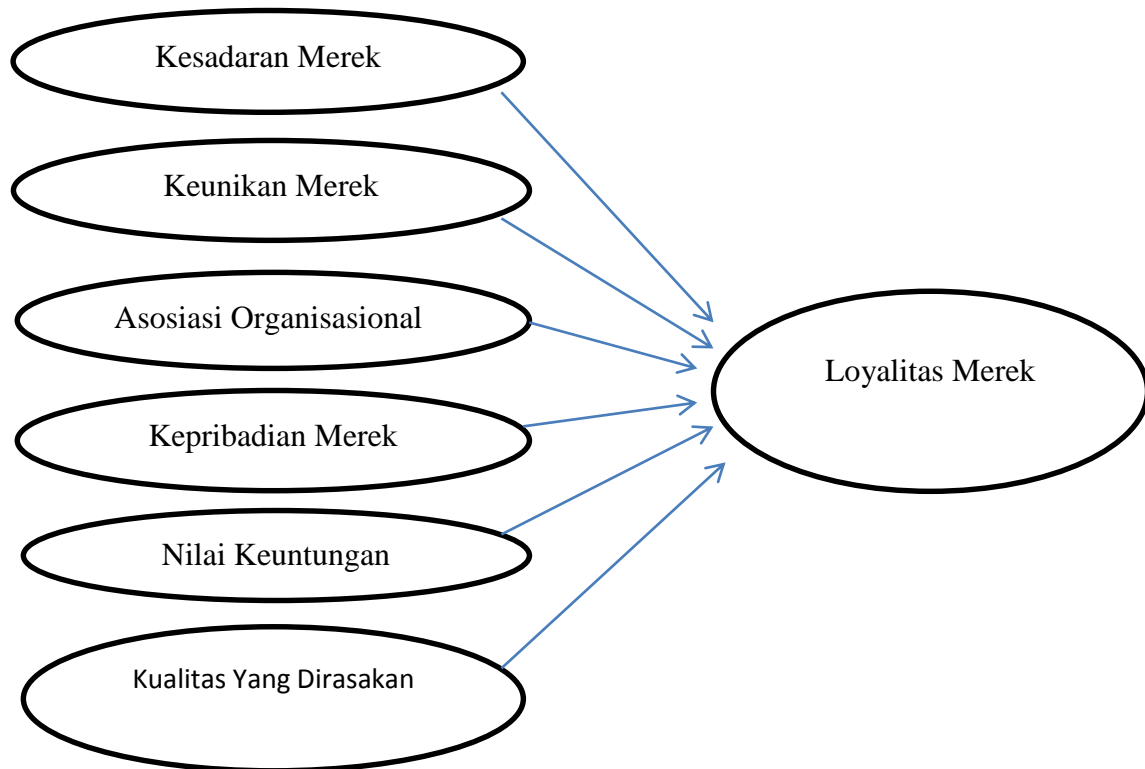 Kesadaran Merek
Keunikan Merek
Asosiasi Organisasional
Kepribadian Merek
Nilai Keuntungan
Kualitas Yang Dirasakan
Loyalitas Merek